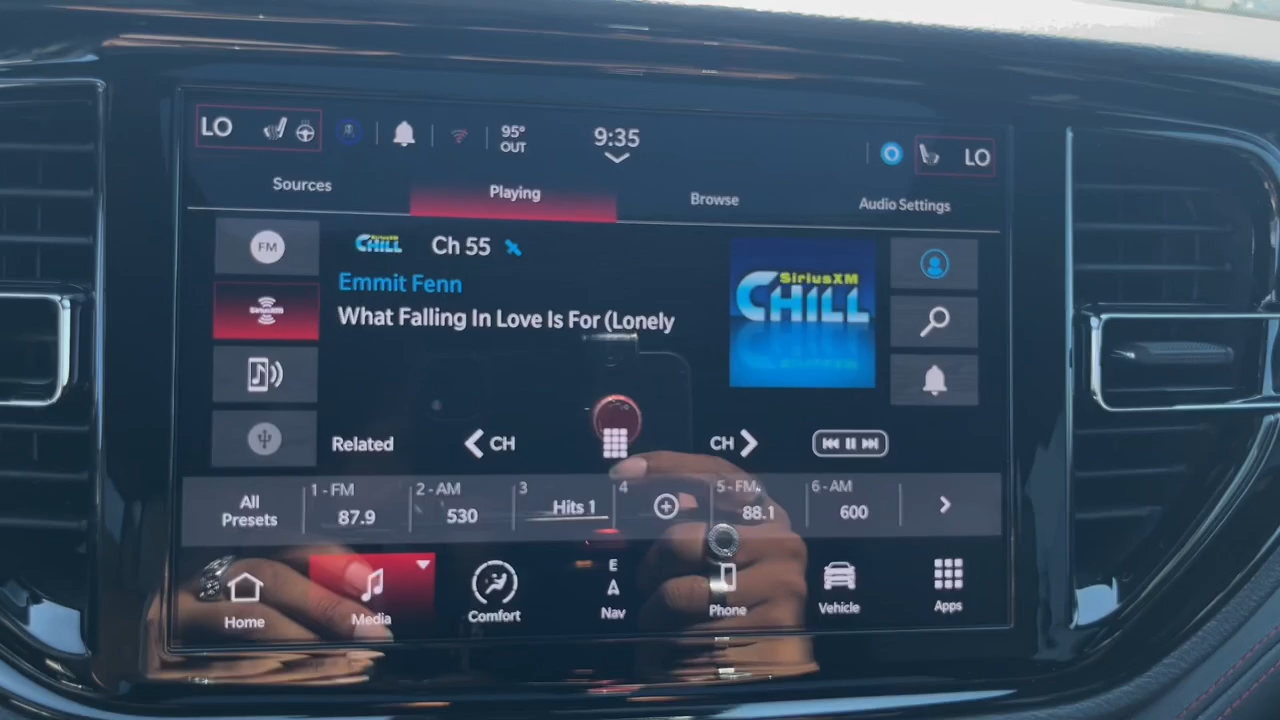 LO
95°
OUT
9:35
LO
Sources
Playing
Browse
Audio Settings
FM
SiriusXM
CHILL
Ch 55
Emmit Fenn
What Falling In Love Is For (Lonely
SiriusXM
CHILL
Related
CH
CH
All
Presets
1 - FM
87.9
2 - AM
530
3
Hits 1
4
5 - FM
88.1
6 - AM
600
Home
Media
Comfort
E
Nav
Phone
Vehicle
Apps